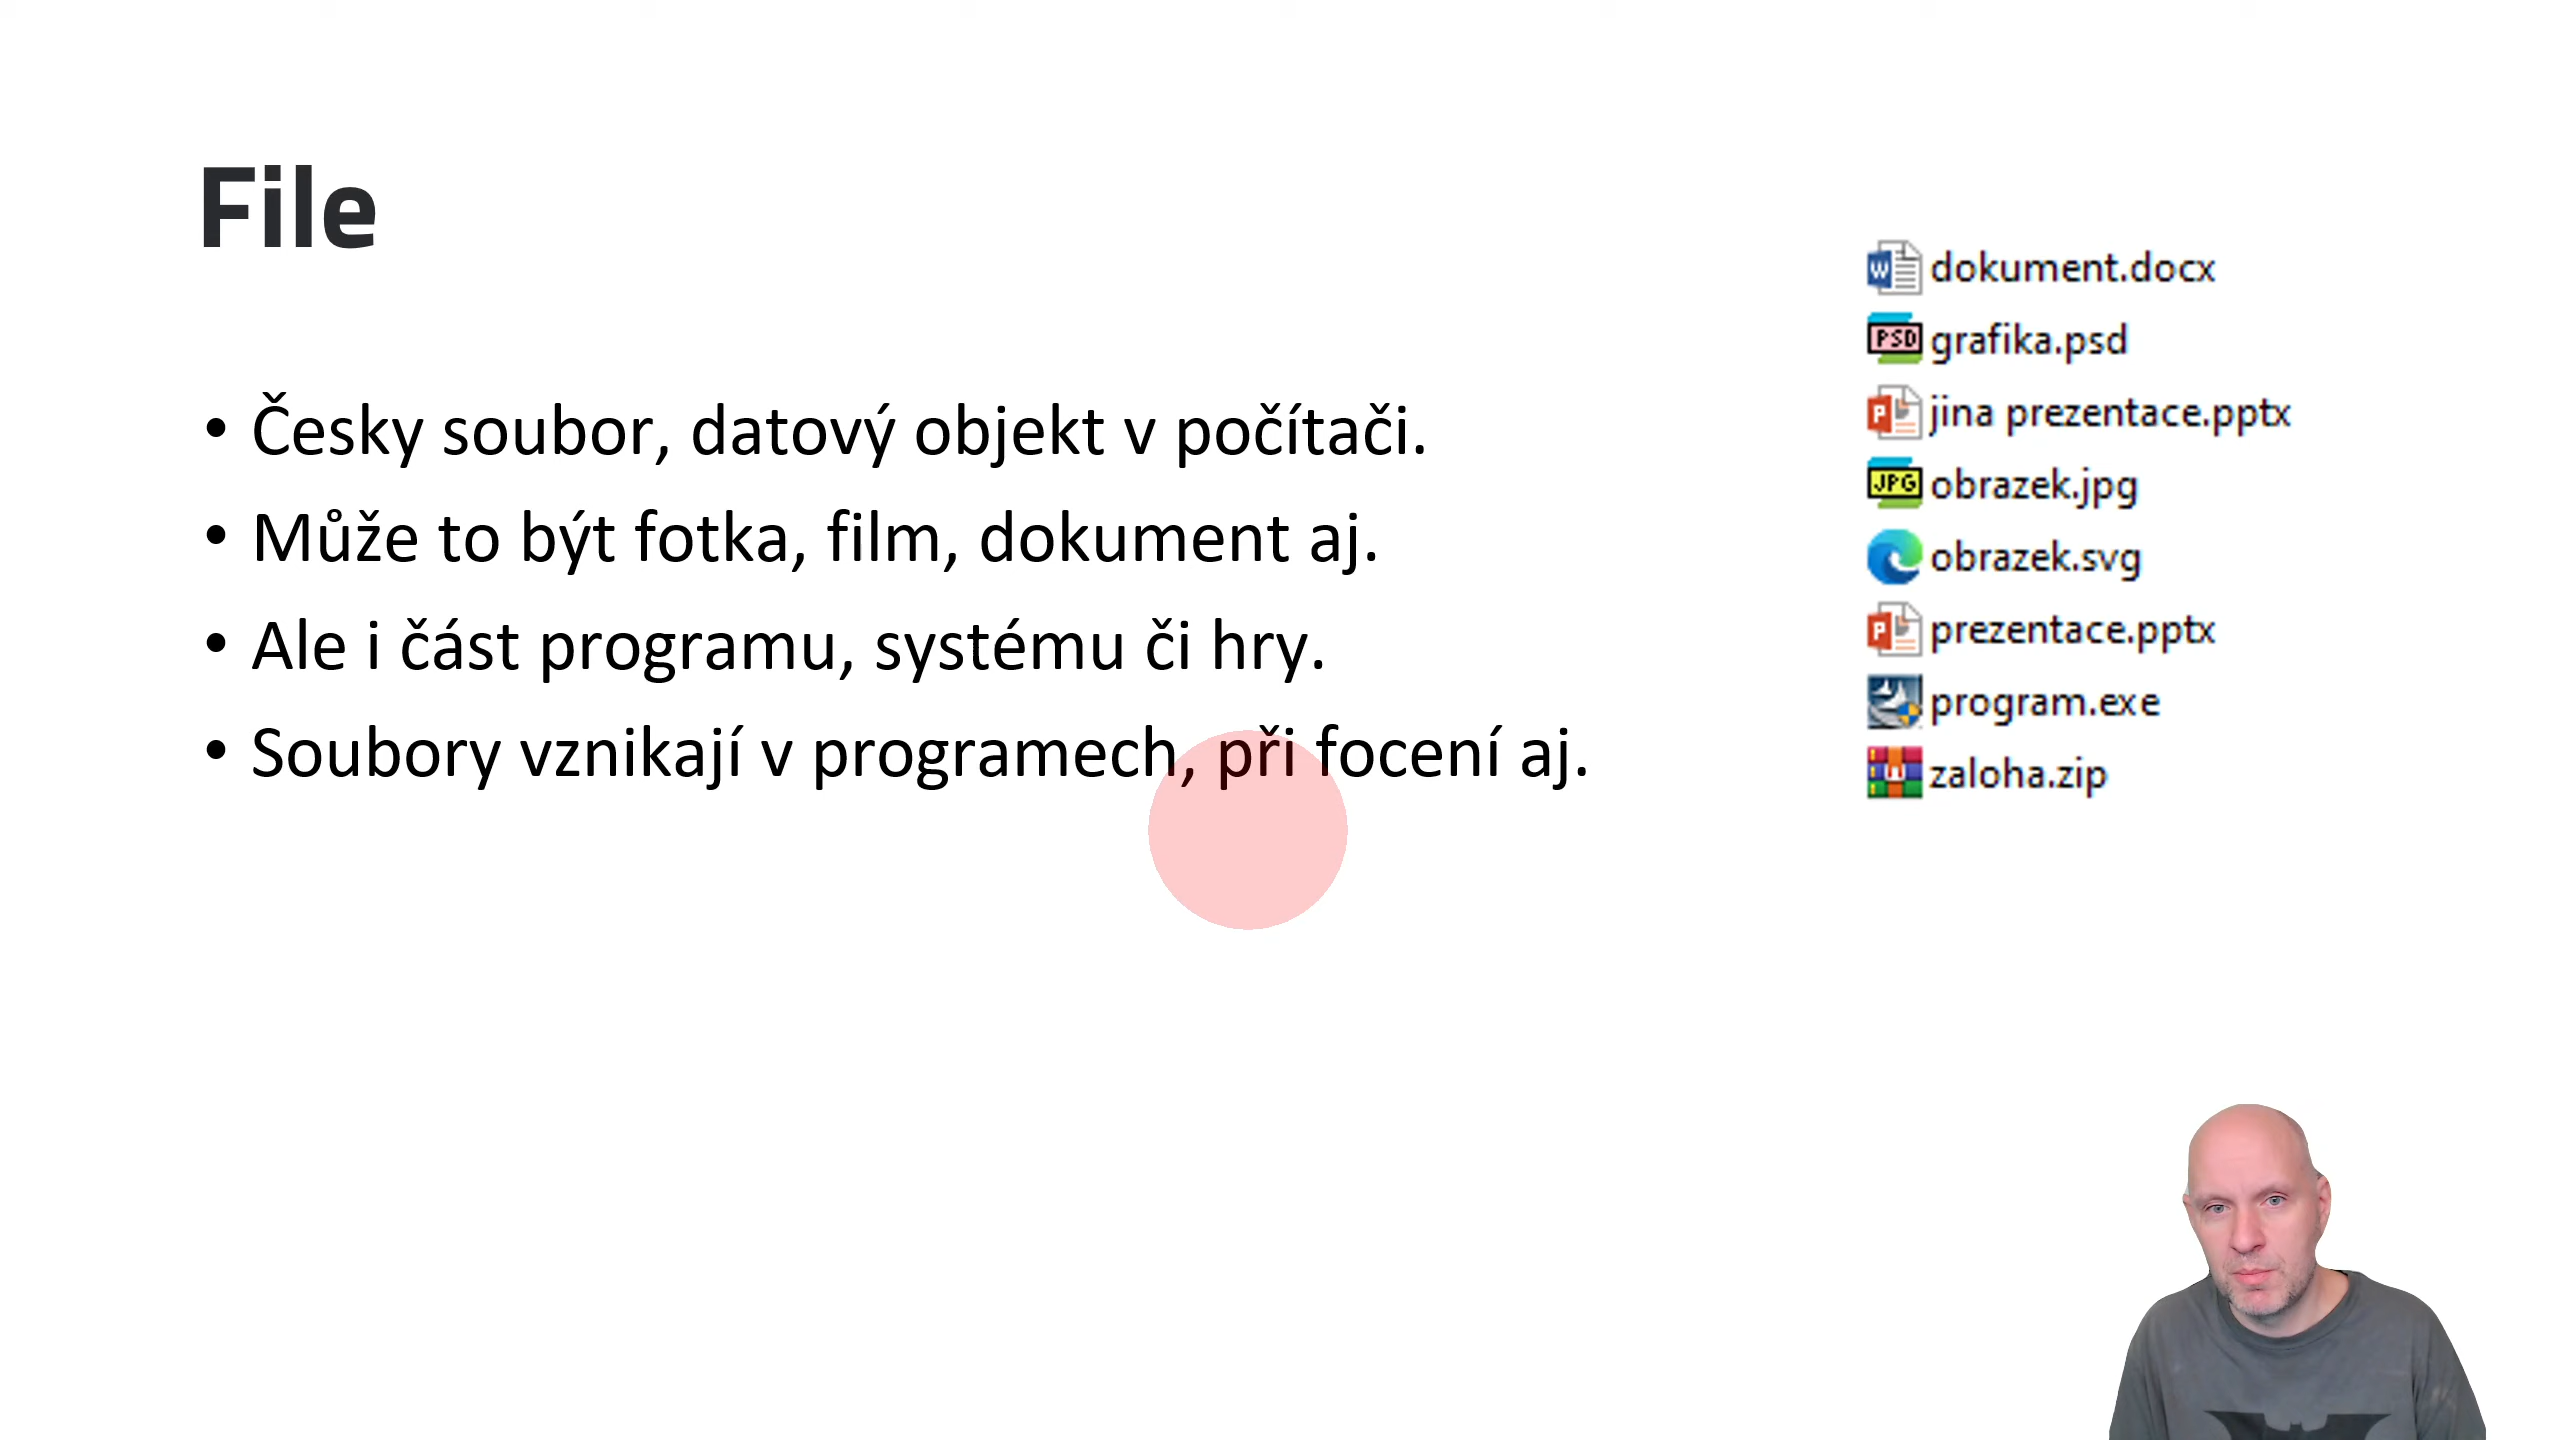 File
• Česky soubor, datový objekt v počítači.
• Může to být fotka, film, dokument aj.
• Ale i část programu, systému či hry.
• Soubory vznikají v programech, při focení aj.
dokument.docx
PSD grafika.psd
jina prezentace.pptx
JPG obrazek.jpg
obrazek.svg
prezentace.pptx
program.exe
zaloha.zip